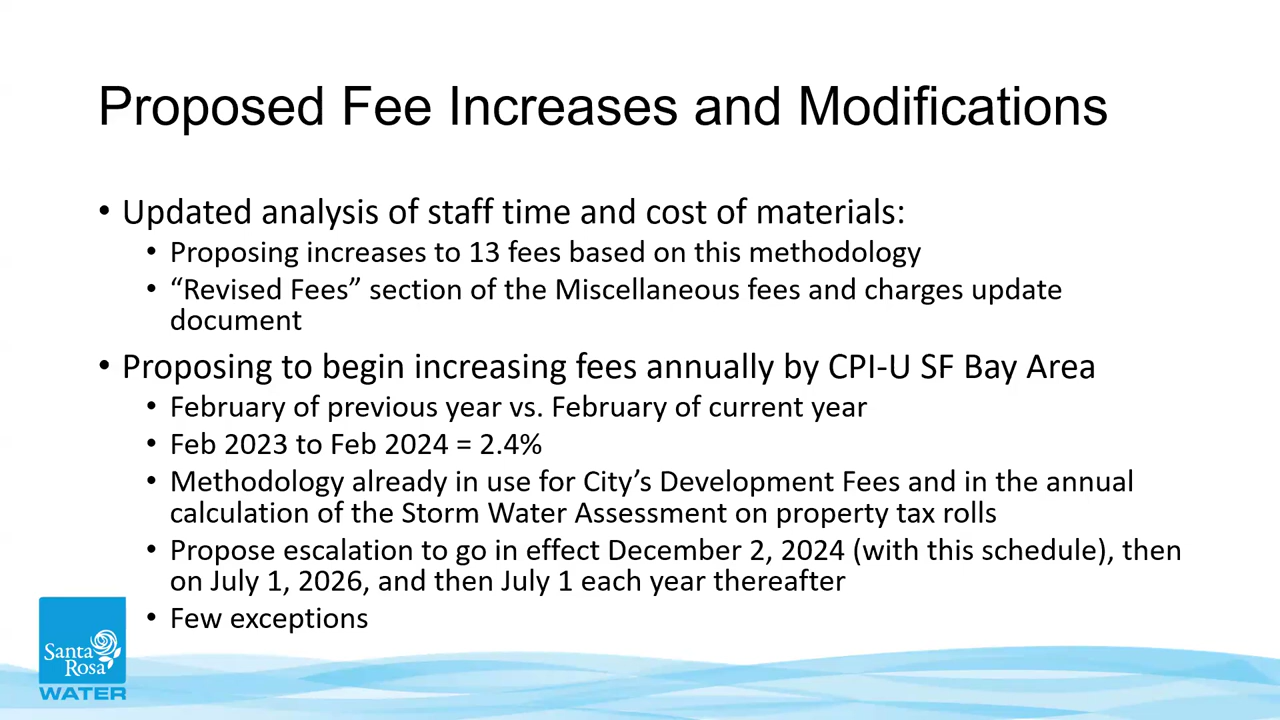 Proposed Fee Increases and Modifications
• Updated analysis of staff time and cost of materials:
• Proposing increases to 13 fees based on this methodology
• “Revised Fees” section of the Miscellaneous fees and charges update
document
• Proposing to begin increasing fees annually by CPI-U SF Bay Area
• February of previous year vs. February of current year
• Feb 2023 to Feb 2024 = 2.4%
• Methodology already in use for City’s Development Fees and in the annual
calculation of the Storm Water Assessment on property tax rolls
• Propose escalation to go in effect December 2, 2024 (with this schedule), then
on July 1, 2026, and then July 1 each year thereafter
• Few exceptions
Santa
Rosa
WATER